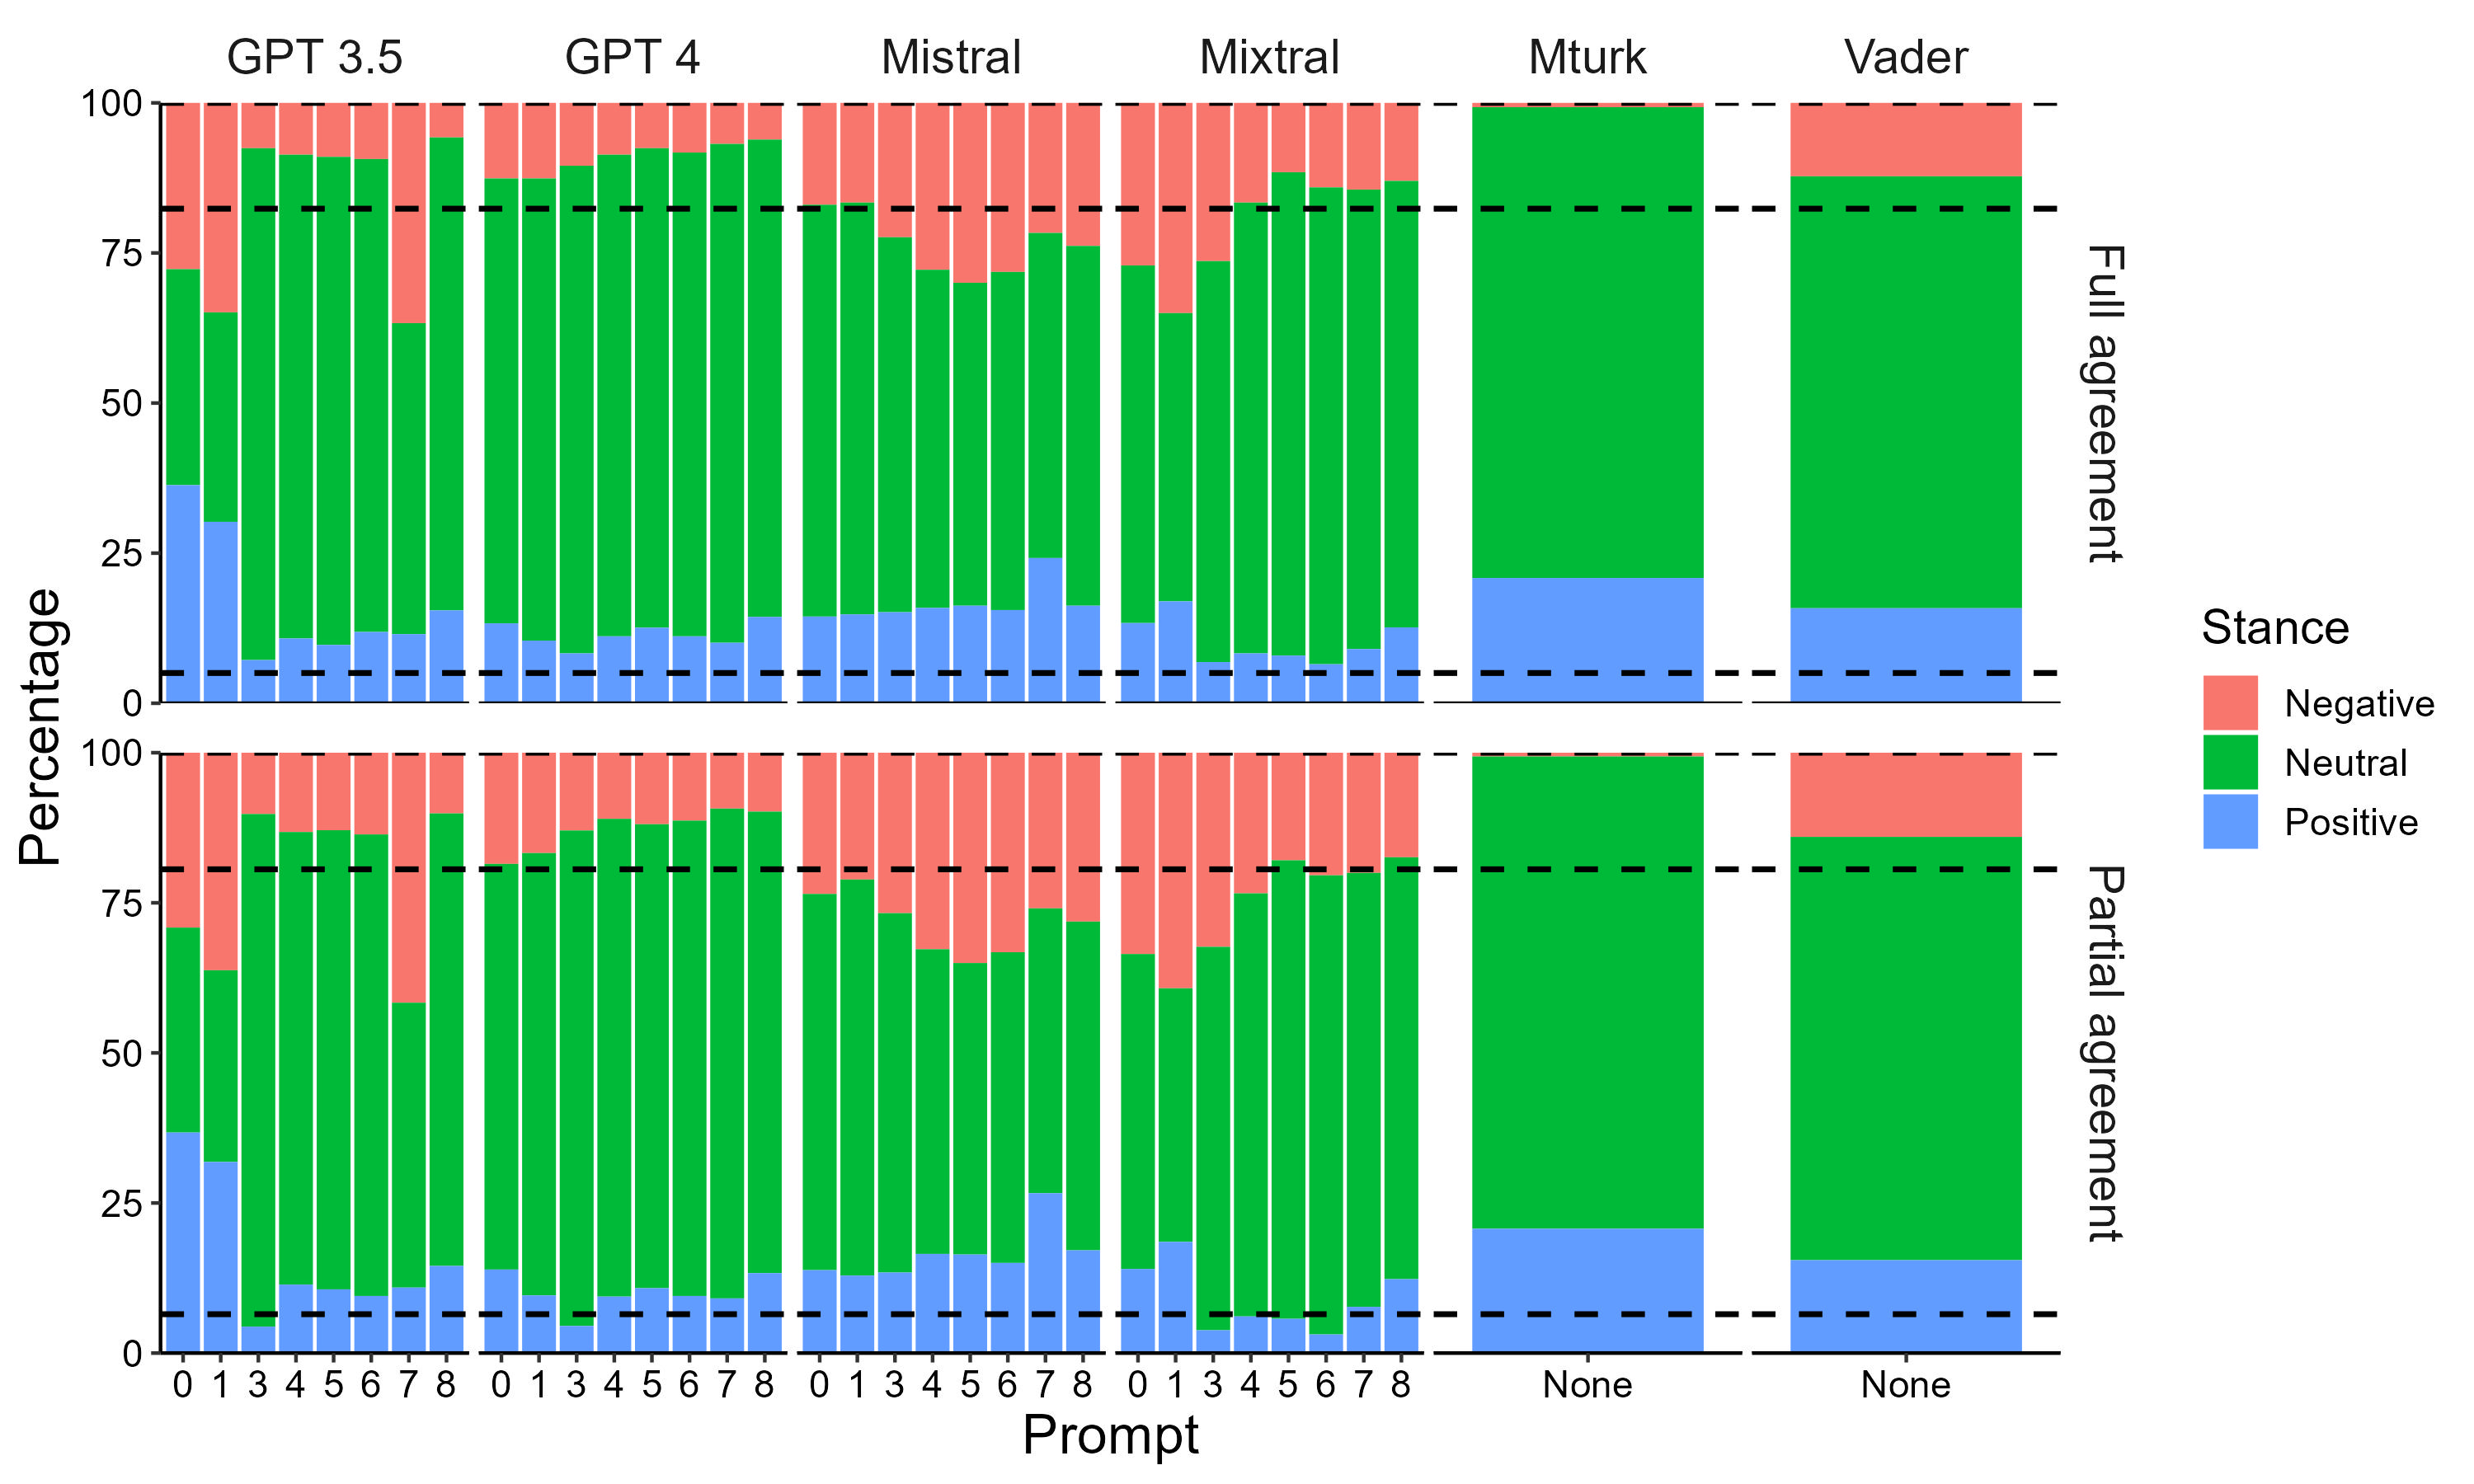 GPT 3.5 GPT 4 Mistral Mixtral Mturk Vader
100
75
50
25
0
Full agreement
100
75
50
25
0
Partial agreement
Percentage
0 1 3 4 5 6 7 8 0 1 3 4 5 6 7 8 0 1 3 4 5 6 7 8 0 1 3 4 5 6 7 8 None None
Prompt
Stance
Negative
Neutral
Positive